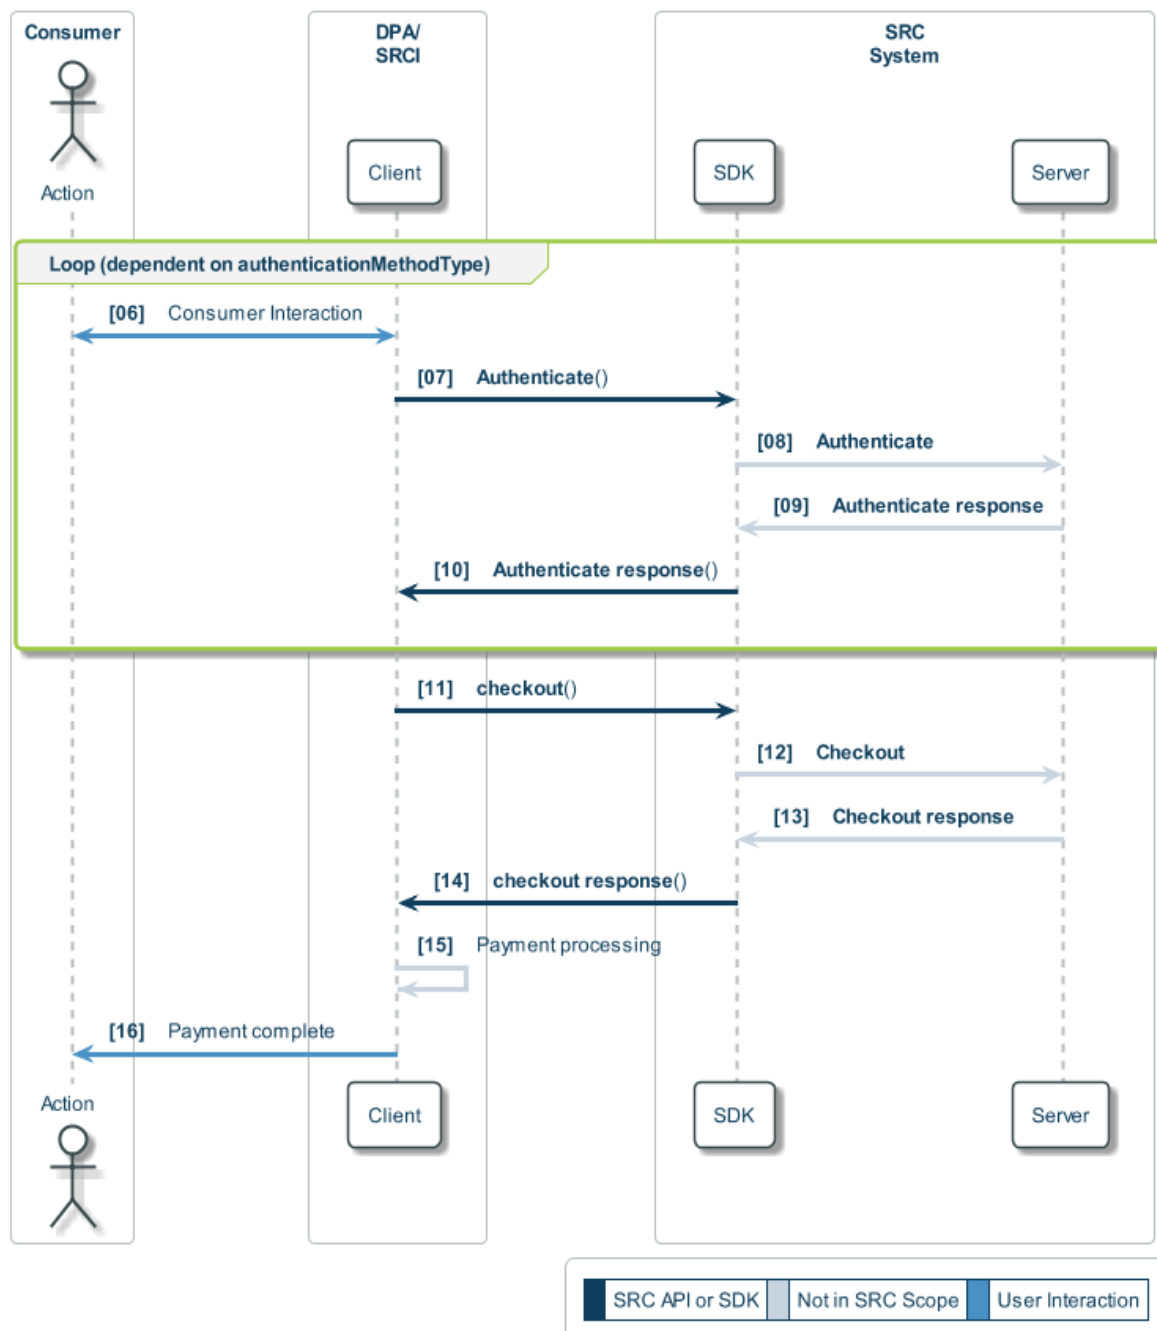 Consumer
DPA/
SRCI
SRC
System
Action
Client
SDK
Server
Loop (dependent on authenticationMethodType)
[06] Consumer Interaction
[07] Authenticate()
[08] Authenticate
[09] Authenticate response
[10] Authenticate response()
[11] checkout()
[12] Checkout
[13] Checkout response
[14] checkout response()
[15] Payment processing
[16] Payment complete
Action
Client
SDK
Server
SRC API or SDK
Not in SRC Scope
User Interaction